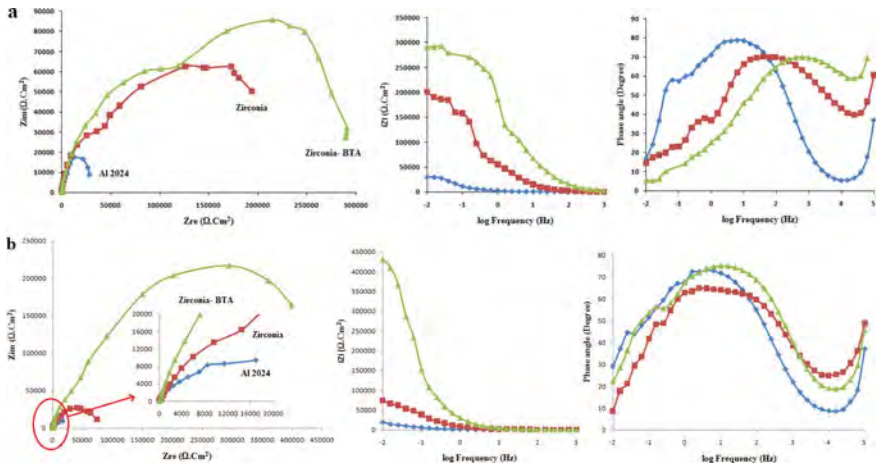 a
Zim(Ω.Cm²)
90000
80000
70000
60000
50000
40000
30000
20000
10000
0
Zirconia
Zirconia- BTA
Al 2024
0 50000 100000 150000 200000 250000 300000
Zre (Ω.Cm²)
|Z| (Ω.Cm²)
350000
300000
250000
200000
150000
100000
50000
0
-2 -1 0 1 2 3
log Frequency (Hz)
Phase angle (Degree)
90
80
70
60
50
40
30
20
10
0
-2 -1 0 1 2 3 4 5
log Frequency (Hz)
b
Zim (Ω.Cm²)
250000
200000
150000
100000
50000
0
Zirconia- BTA
20000
16000
12000
8000
4000
0
Zirconia
Al 2024
0 4000 8000 12000 16000 20000
0 50000 100000 150000 200000 250000 300000 350000 400000 450000
Zre (Ω.Cm²)
|Z| (Ω.Cm²)
500000
450000
400000
350000
300000
250000
200000
150000
100000
50000
0
-2 -1 0 1 2 3
log Frequency (Hz)
Phase angle (Degree)
80
70
60
50
40
30
20
10
0
-2 -1 0 1 2 3 4 5
log Frequency (Hz)